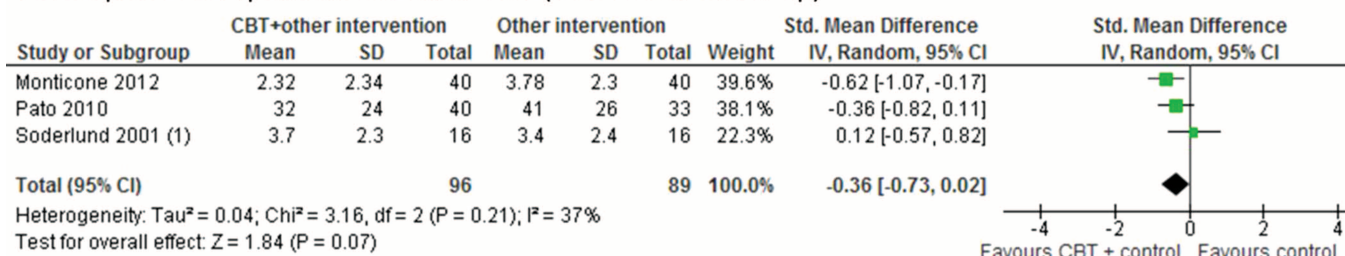 CBT+other intervention Other intervention Std. Mean Difference Std. Mean Difference
Study or Subgroup Mean SD Total Mean SD Total Weight IV, Random, 95% CI IV, Random, 95% CI
Monticone 2012 2.32 2.34 40 3.78 2.3 40 39.6% -0.62 [-1.07, -0.17]
Pato 2010 32 24 40 41 26 33 38.1% -0.36 [-0.82, 0.11]
Soderlund 2001 (1) 3.7 2.3 16 3.4 2.4 16 22.3% 0.12 [-0.57, 0.82]
Total (95% CI) 96 89 100.0% -0.36 [-0.73, 0.02]
Heterogeneity: Tau² = 0.04; Chi² = 3.16, df = 2 (P = 0.21); I² = 37%
Test for overall effect: Z = 1.84 (P = 0.07)
-4 -2 0 2 4
Favours CBT + control Favours control